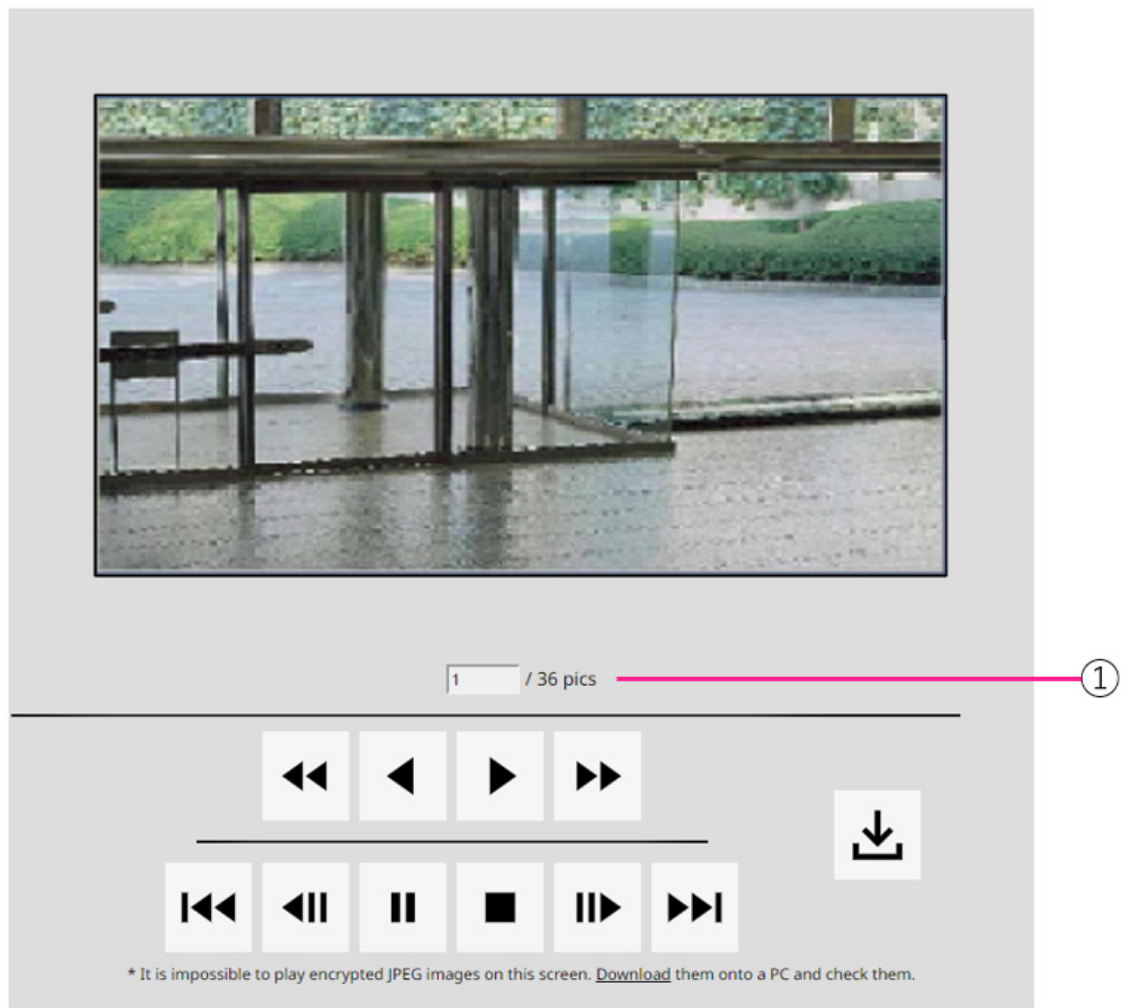 1 / 36 pics
①
* It is impossible to play encrypted JPEG images on this screen. Download them onto a PC and check them.